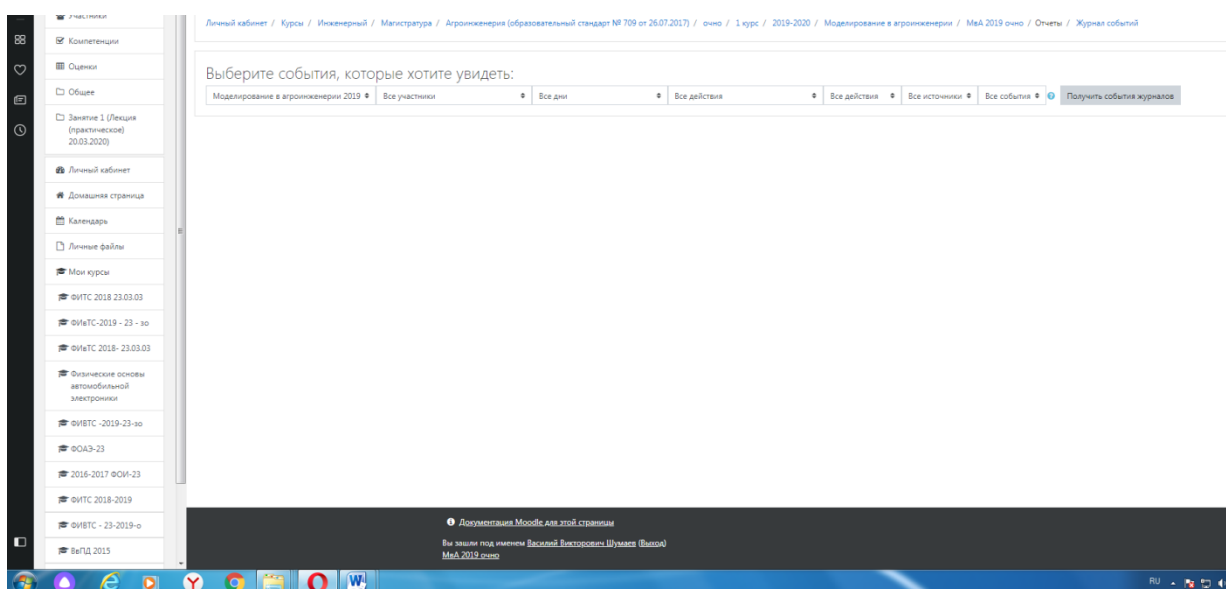 Участники
Компетенции
Оценки
Общее
Занятие 1 (Лекция
(практическое)
20.03.2020)
Личный кабинет
Домашняя страница
Календарь
Личные файлы
Мои курсы
ФИТС 2018 23.03.03
ФИвТС-2019 - 23 - зо
ФИвТС 2018- 23.03.03
Физические основы
автомобильной
электроники
ФИВТС -2019-23-зо
ФОАЭ-23
2016-2017 ФОИ-23
ФИТС 2018-2019
ФИВТС - 23-2019-о
ВвПД 2015
Личный кабинет / Курсы / Инженерный / Магистратура / Агроинженерия (образовательный стандарт № 709 от 26.07.2017) / очно / 1 курс / 2019-2020 / Моделирование в агроинженерии / МвА 2019 очно / Отчеты / Журнал событий
Выберите события, которые хотите увидеть:
Моделирование в агроинженерии 2019 Все участники Все дни Все действия Все действия Все источники Все события Получить события журналов
Документация Moodle для этой страницы
Вы зашли под именем Василий Викторович Шумаев (Выход)
МвА 2019 очно
RU